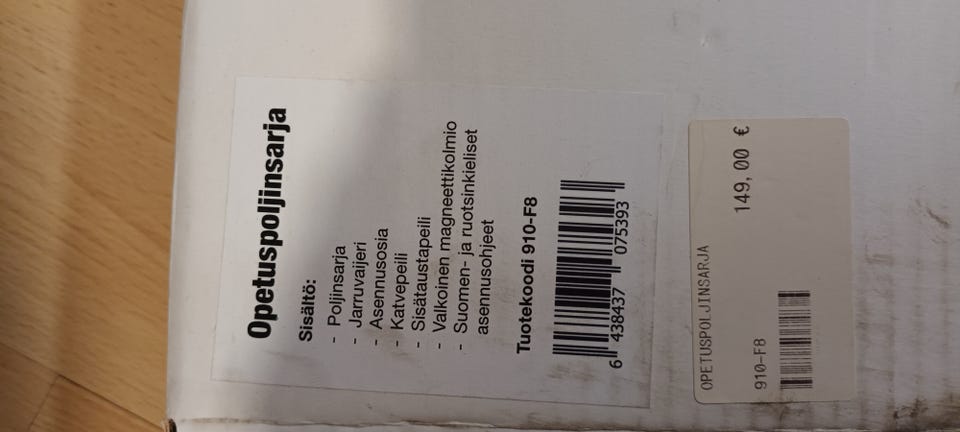 Opetuspoljinsarja
Sisältö:
- Poljinsarja
- Jarruvaijeri
- Asennusosia
- Katvepeili
- Sisätaustapeili
- Valkoinen magneettikolmio
- Suomen- ja ruotsinkieliset
asennusohjeet
Tuotekoodi 910-F8
6 438437 075393
OPETUSPOLJINSARJA
910-F8
149,00 €